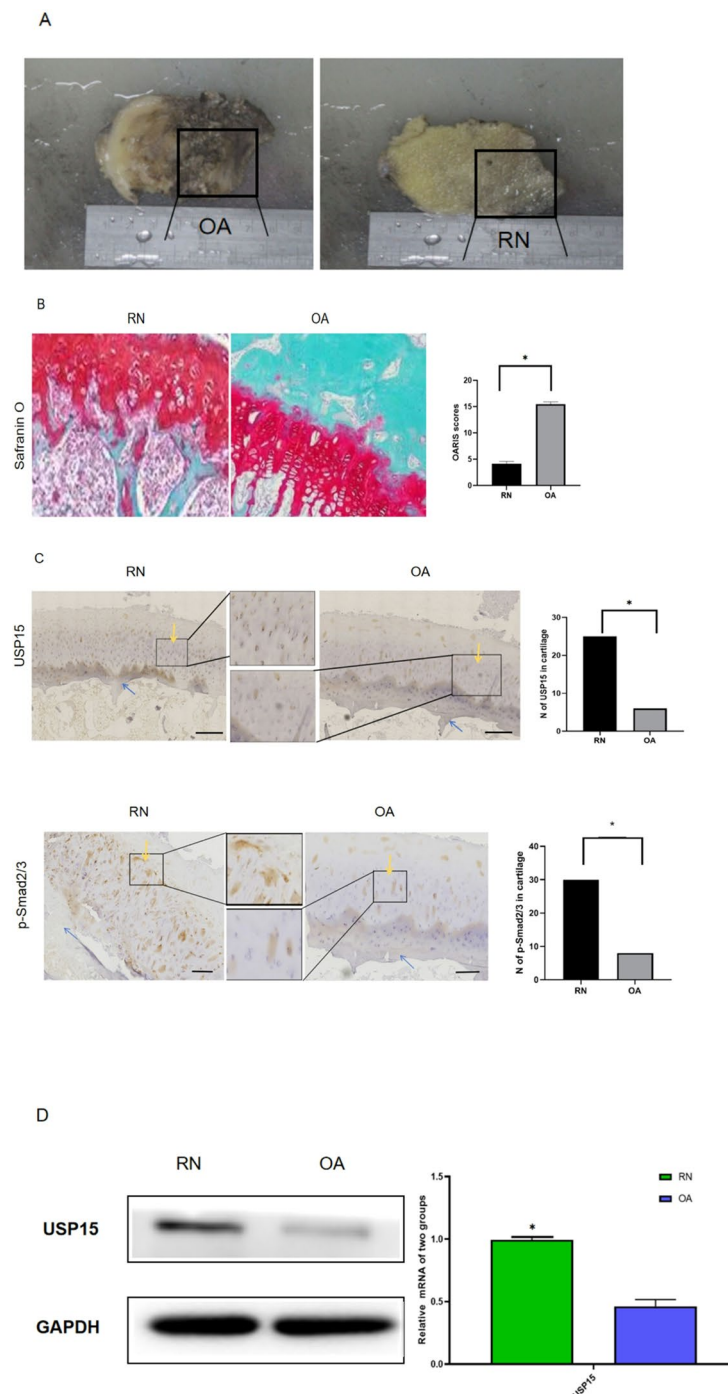 A
OA
RN
B
RN OA
Safranin O
*
OARIS scores
20
15
10
5
0
RN OA
C
RN OA
USP15
*
N of USP15 in cartilage
30
20
10
0
RN OA
RN OA
p-Smad2/3
*
N of p-Smad2/3 in cartilage
40
30
20
10
0
RN OA
D
RN OA
USP15
GAPDH
Relative mRNA of two groups
1.5
1.0
0.5
0.0
*
RN
OA
USP15